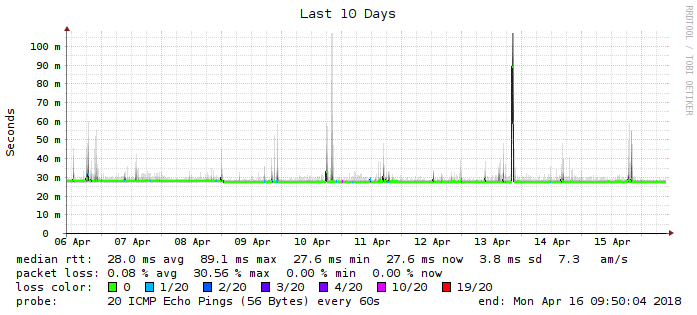 Last 10 Days
RRDTOOL / TOBI OETIKER
Seconds
100 m
90 m
80 m
70 m
60 m
50 m
40 m
30 m
20 m
10 m
0
06 Apr 07 Apr 08 Apr 09 Apr 10 Apr 11 Apr 12 Apr 13 Apr 14 Apr 15 Apr
median rtt: 28.0 ms avg 89.1 ms max 27.6 ms min 27.6 ms now 3.8 ms sd 7.3 am/s
packet loss: 0.08 % avg 30.56 % max 0.00 % min 0.00 % now
loss color: 0 1/20 2/20 3/20 4/20 10/20 19/20
probe: 20 ICMP Echo Pings (56 Bytes) every 60s end: Mon Apr 16 09:50:04 2018